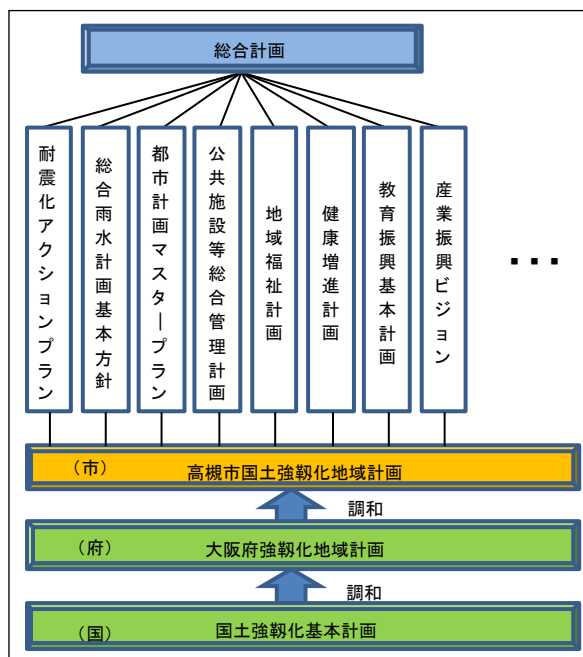 総合計画
耐震化アクションプラン
総合雨水計画基本方針
都市計画マスタープラン
公共施設等総合管理計画
地域福祉計画
健康増進計画
教育振興基本計画
産業振興ビジョン
・・・
（市）
高槻市国土強靱化地域計画
調和
（府）
大阪府強靱化地域計画
調和
（国）
国土強靱化基本計画